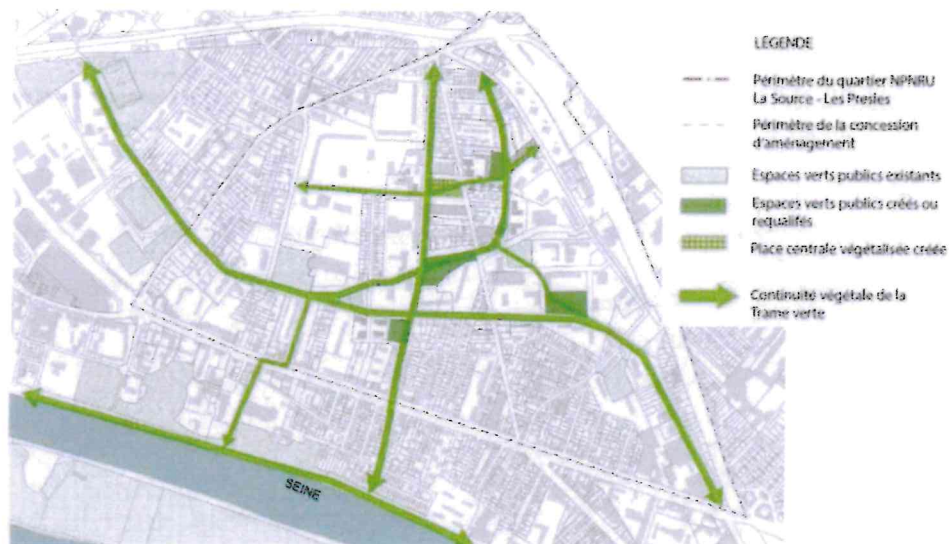 LÉGENDE
Périmètre du quartier NPNRU
La Source - Les Presles
Périmètre de la concession
d'aménagement
Espaces verts publics existants
Espaces verts publics créés ou
requalifés
Place centrale végétalisée créée
Continuité végétale de la
Trame verte
SEINE